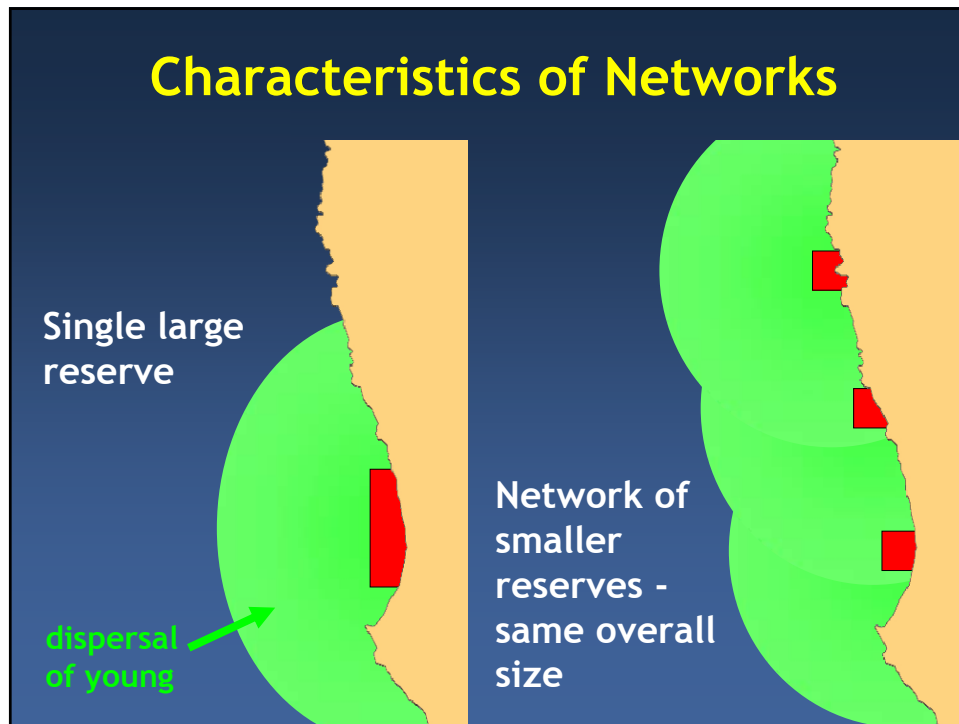 Characteristics of Networks
Single large
reserve
dispersal
of young
Network of
smaller
reserves -
same overall
size